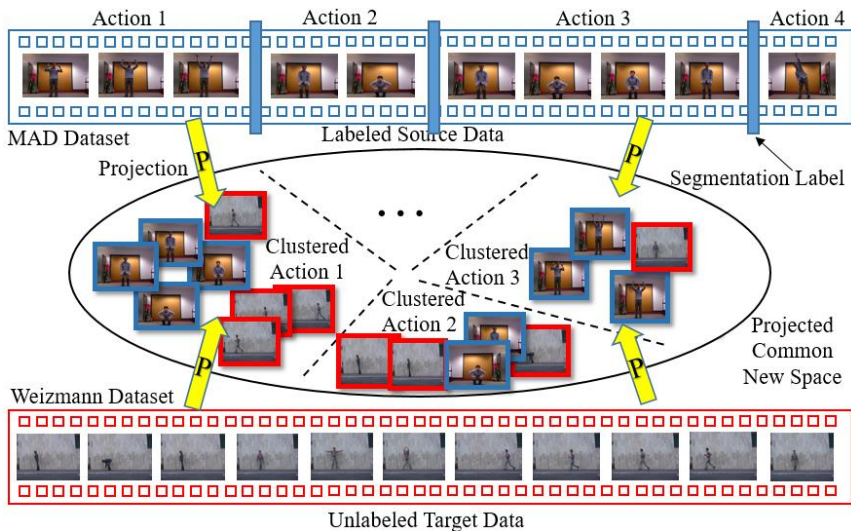 Action 1
Action 2
Action 3
Action 4
MAD Dataset
Labeled Source Data
Projection
P
P
Segmentation Label
...
Clustered
Action 1
Clustered
Action 3
Clustered
Action 2
Projected
Common
New Space
P
P
Weizmann Dataset
Unlabeled Target Data